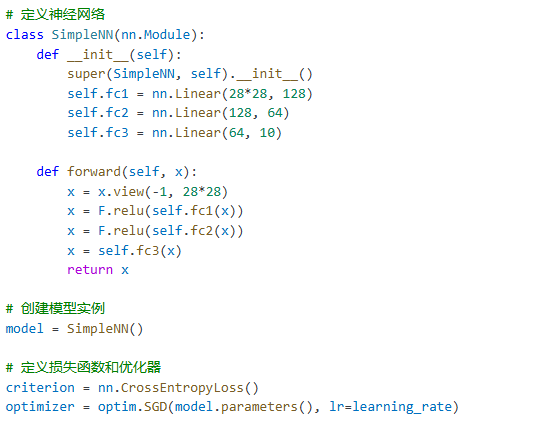 # 定义神经网络
class SimpleNN(nn.Module):
    def __init__(self):
        super(SimpleNN, self).__init__()
        self.fc1 = nn.Linear(28*28, 128)
        self.fc2 = nn.Linear(128, 64)
        self.fc3 = nn.Linear(64, 10)

    def forward(self, x):
        x = x.view(-1, 28*28)
        x = F.relu(self.fc1(x))
        x = F.relu(self.fc2(x))
        x = self.fc3(x)
        return x

# 创建模型实例
model = SimpleNN()

# 定义损失函数和优化器
criterion = nn.CrossEntropyLoss()
optimizer = optim.SGD(model.parameters(), lr=learning_rate)